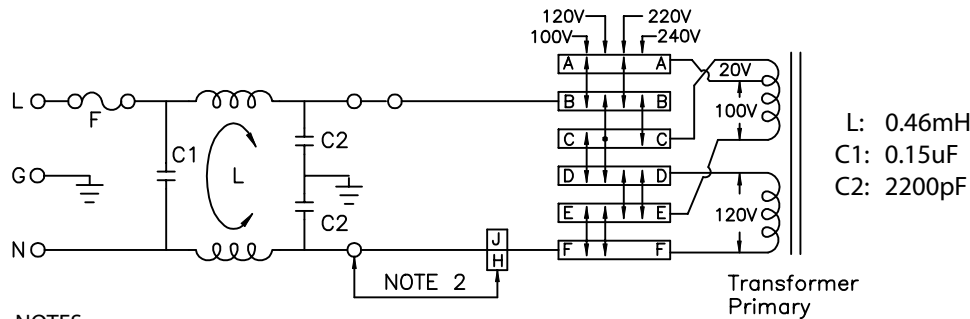 120V 220V
100V 240V
A A
20V
L F B B
100V
C1 C2 C C
L: 0.46mH
C1: 0.15uF
C2: 2200pF
L
G D D
C2 E E
120V
N J F F
H
NOTE 2
Transformer
Primary
NOTES